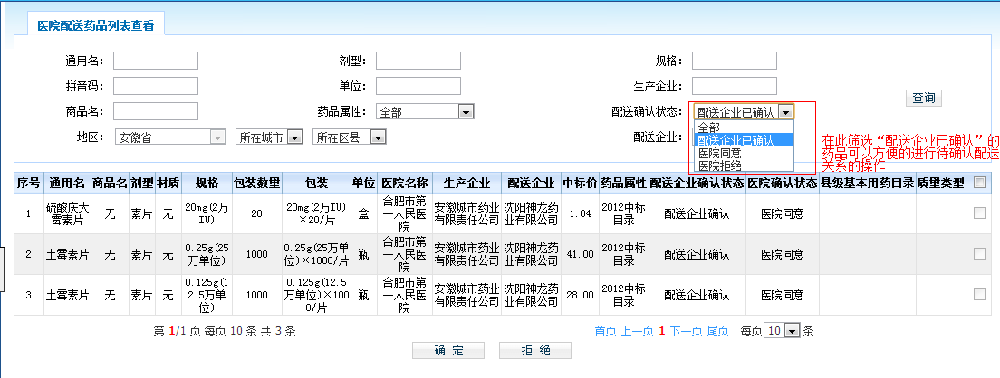 医院配送药品列表查看
通用名: 剂型: 规格:
拼音码: 单位: 生产企业:
查询
商品名: 药品属性: 全部 配送确认状态: 配送企业已确认
全部
地区: 安徽省 所在城市 所在区县 配送企业:
配送企业已确认
医院同意
医院拒绝
在此筛选“配送企业已确认”的
药品可以方便的进行待确认配送
关系的操作
序号 通用名 商品名 剂型 材质 规格 包装数量 包装 单位 医院名称 生产企业 配送企业 中标价 药品属性 配送企业确认状态 医院确认状态 县级基本用药目录 质量类型
1 硫酸庆大霉素片 无 素片 无 20mg(2万IU) 20 20mg(2万IU)×20/片 盒 合肥市第一人民医院 安徽城市药业有限责任公司 沈阳神龙药业有限公司 1.04 2012中标目录 配送企业确认 医院同意
2 土霉素片 无 素片 无 0.25g(25万单位) 1000 0.25g(25万单位)×1000/片 瓶 合肥市第一人民医院 安徽城市药业有限责任公司 沈阳神龙药业有限公司 41.00 2012中标目录 配送企业确认 医院同意
3 土霉素片 无 素片 无 0.125g(12.5万单位) 1000 0.125g(12.5万单位)×1000/片 瓶 合肥市第一人民医院 安徽城市药业有限责任公司 沈阳神龙药业有限公司 28.00 2012中标目录 配送企业确认 医院同意
第 1/1 页 每页 10 条 共 3 条 首页 上一页 1 下一页 尾页 每页 10 条
确 定 拒 绝